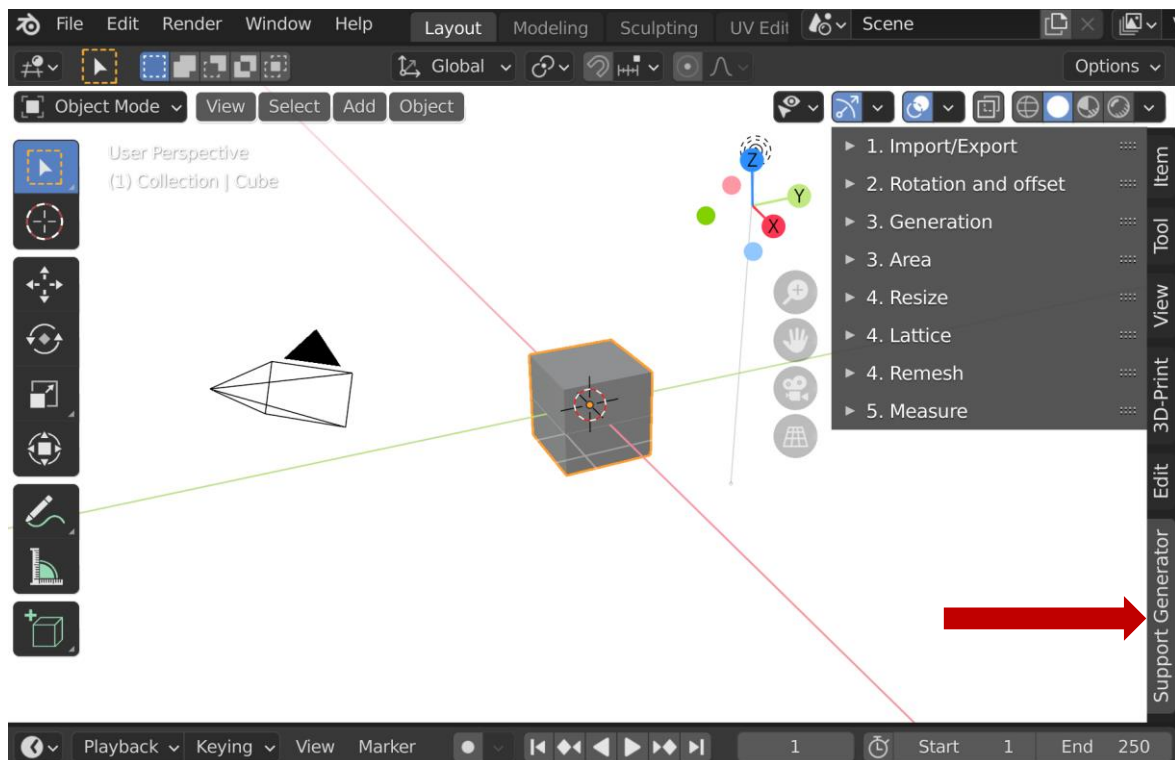 File Edit Render Window Help Layout Modeling Sculpting UV Edit Scene
Global Options
Object Mode View Select Add Object
User Perspective
(1) Collection | Cube
Z
Y
X
1. Import/Export
2. Rotation and offset
3. Generation
3. Area
4. Resize
4. Lattice
4. Remesh
5. Measure
Item
Tool
View
3D-Print
Edit
Support Generator
Playback Keying View Marker 1 Start 1 End 250